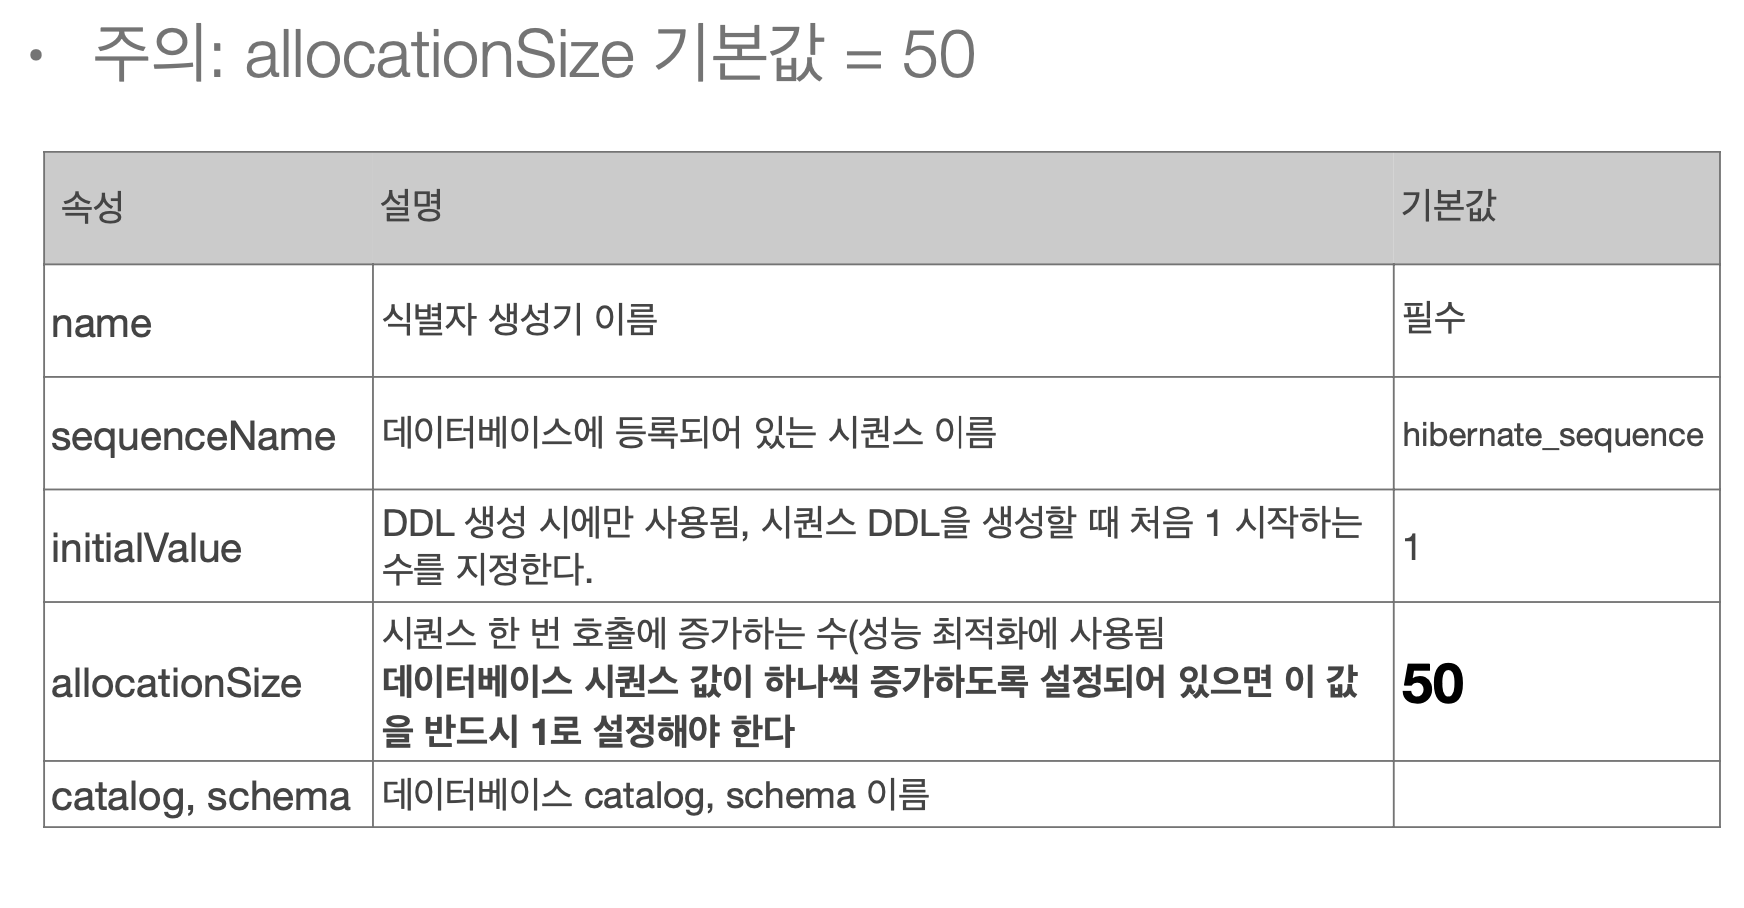 • 주의: allocationSize 기본값 = 50
속성 설명 기본값
name 식별자 생성기 이름 필수
sequenceName 데이터베이스에 등록되어 있는 시퀀스 이름 hibernate_sequence
initialValue DDL 생성 시에만 사용됨, 시퀀스 DDL을 생성할 때 처음 1 시작하는
수를 지정한다. 1
allocationSize 시퀀스 한 번 호출에 증가하는 수(성능 최적화에 사용됨
데이터베이스 시퀀스 값이 하나씩 증가하도록 설정되어 있으면 이 값
을 반드시 1로 설정해야 한다 50
catalog, schema 데이터베이스 catalog, schema 이름